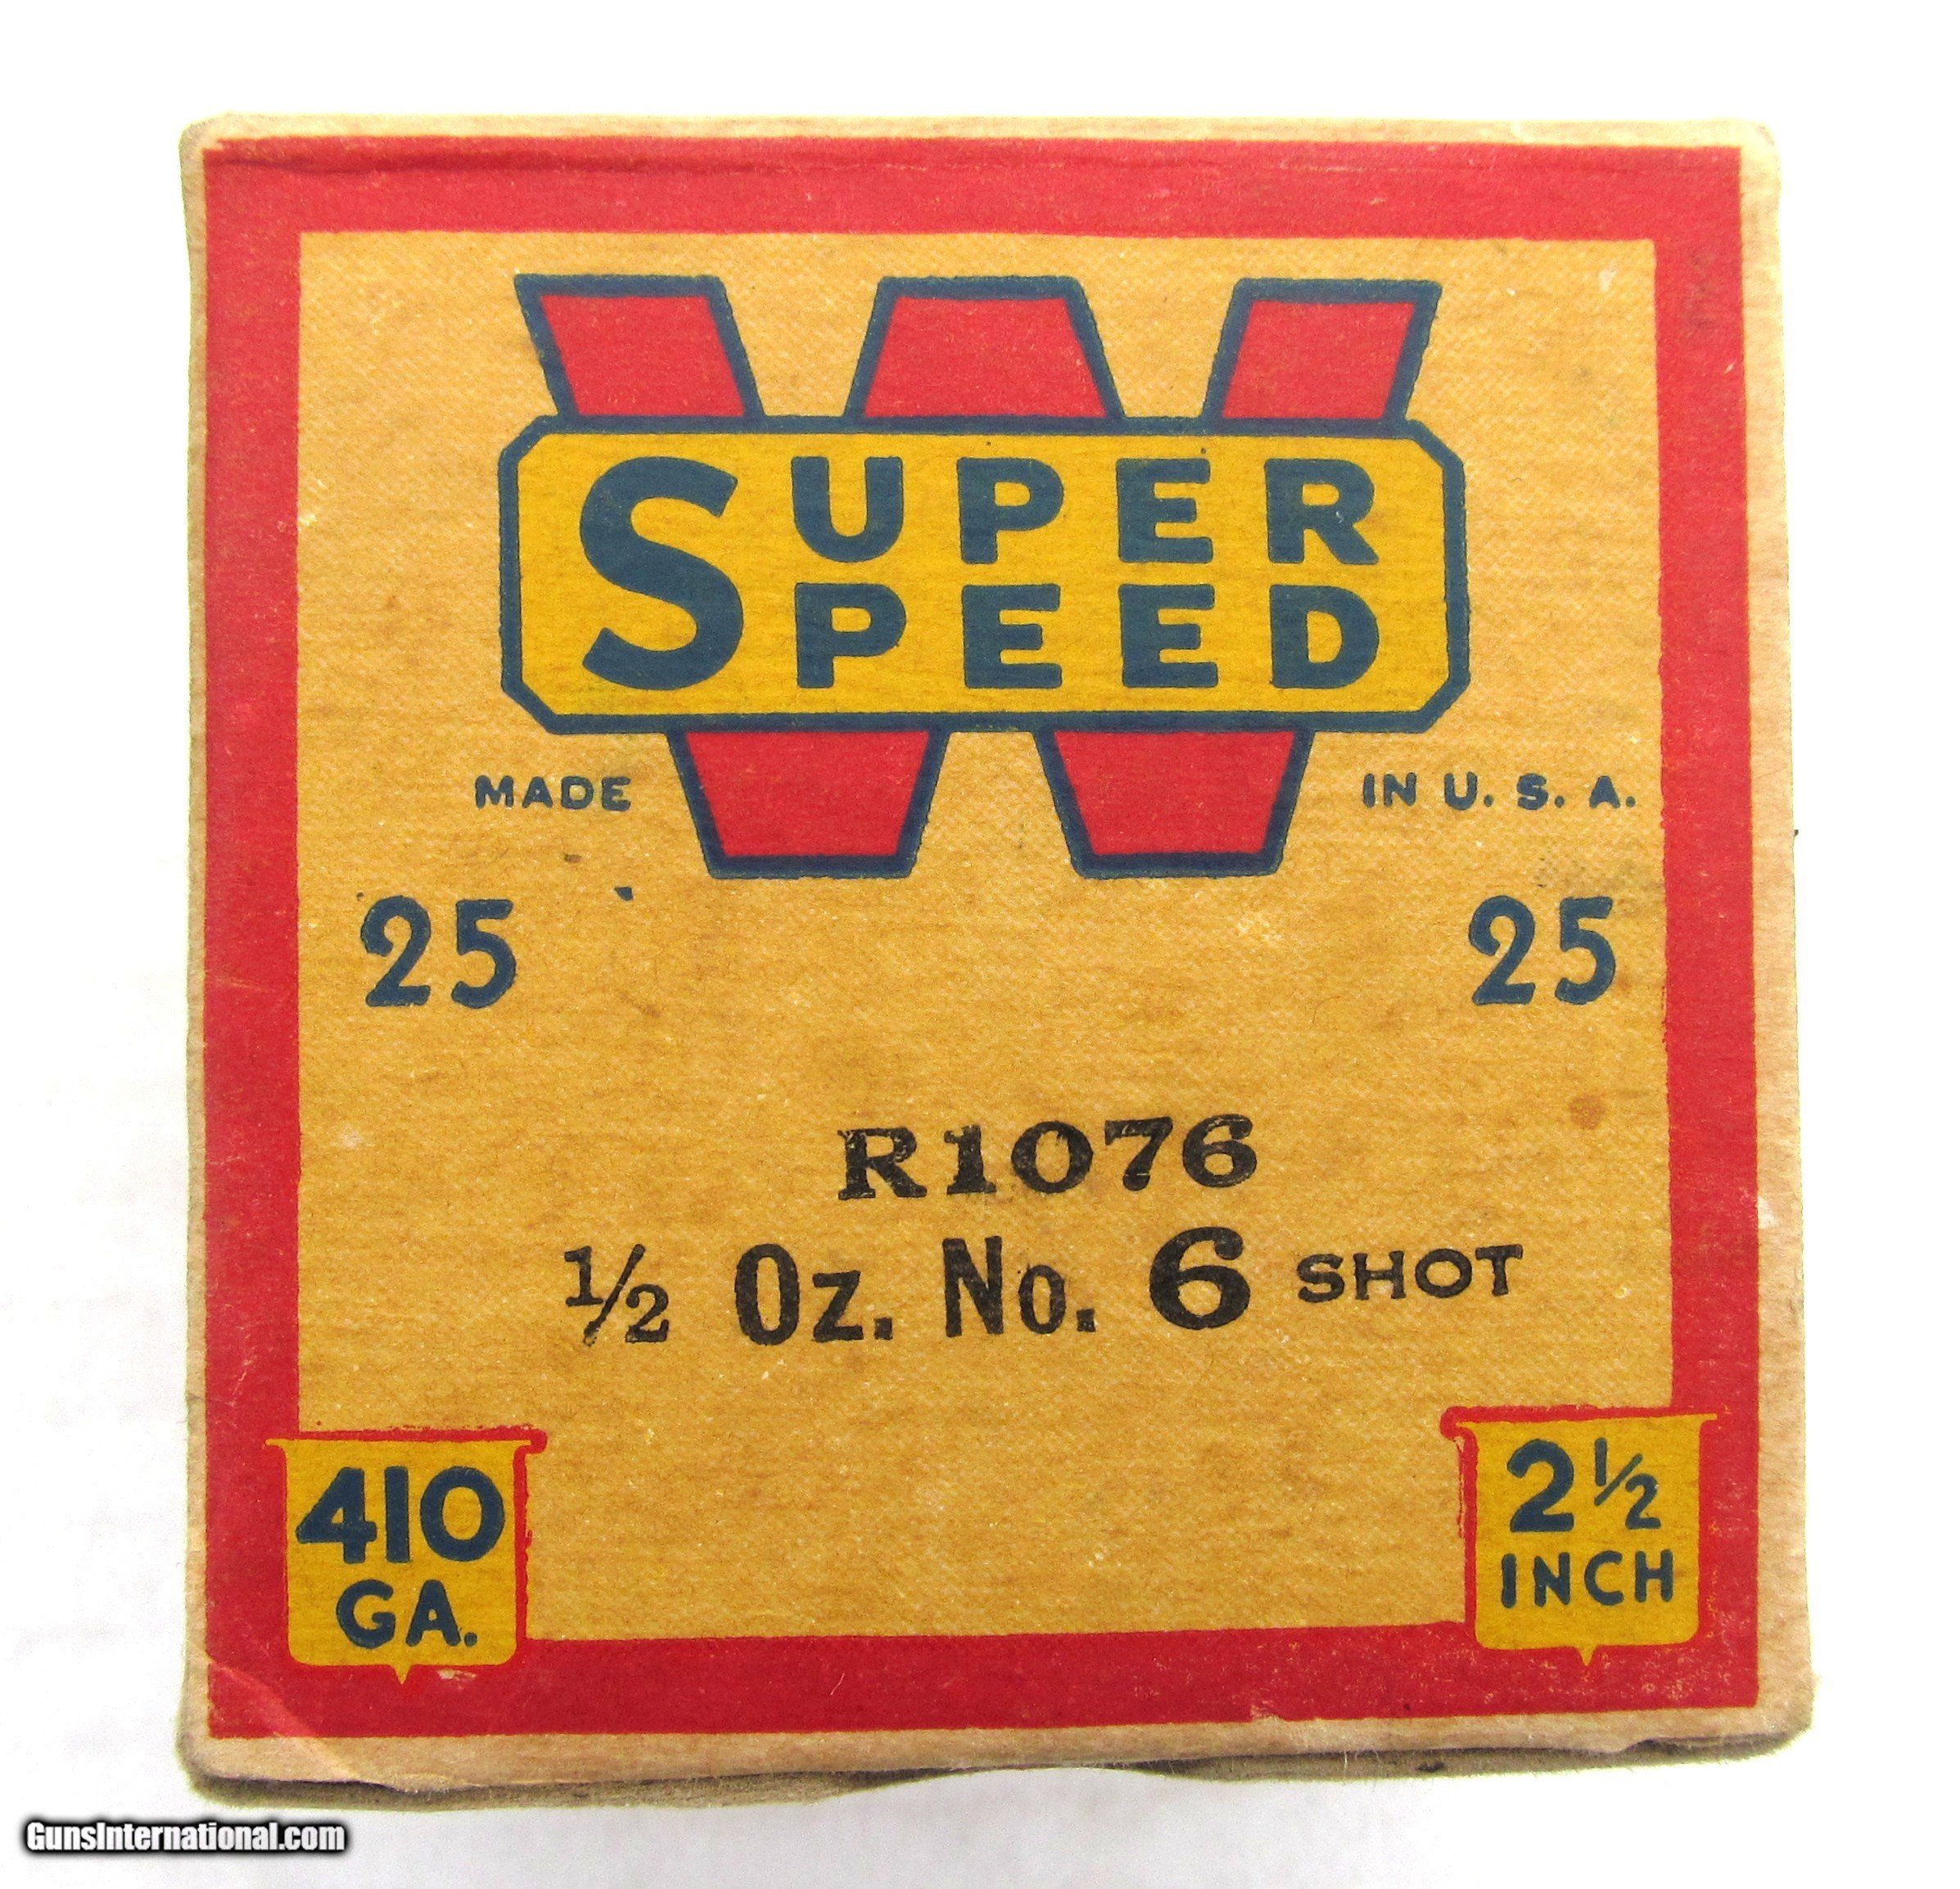 W
SUPER
SPEED
MADE IN U. S. A.
25 25
R1076
½ Oz. No. 6 SHOT
410
GA.
2½
INCH
GunsInternational.com